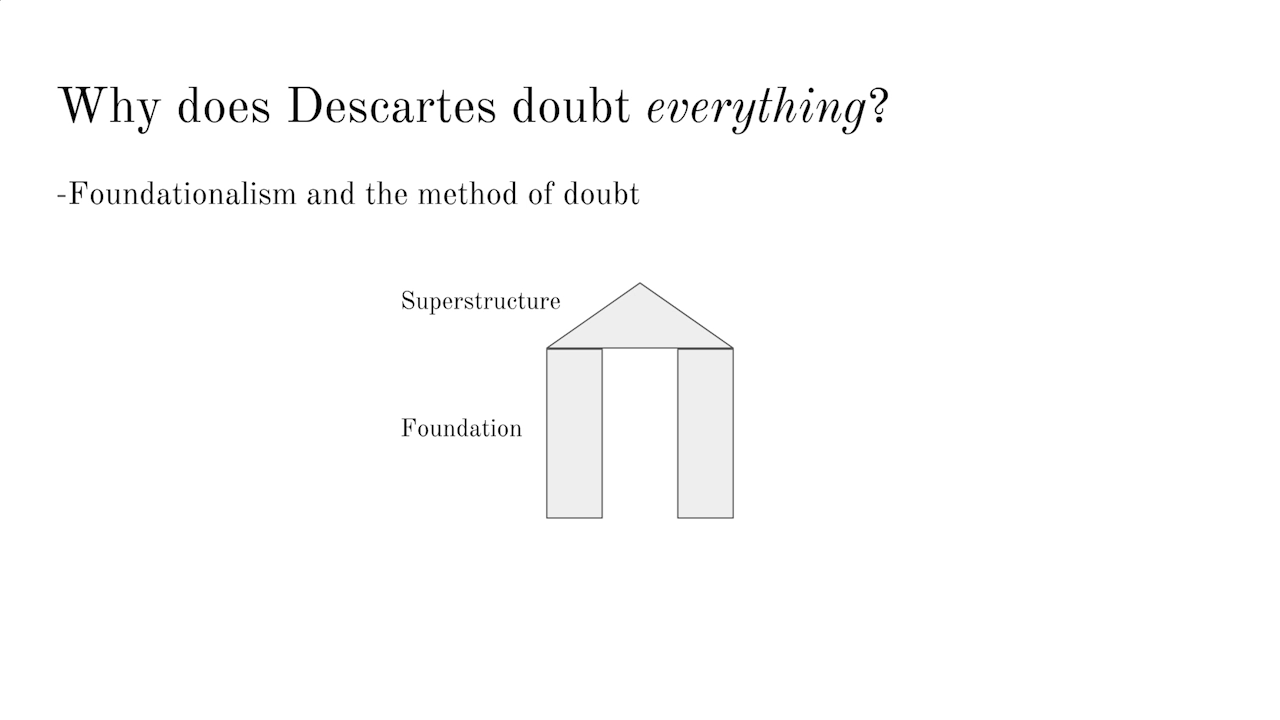 Why does Descartes doubt everything?
-Foundationalism and the method of doubt
Superstructure
Foundation